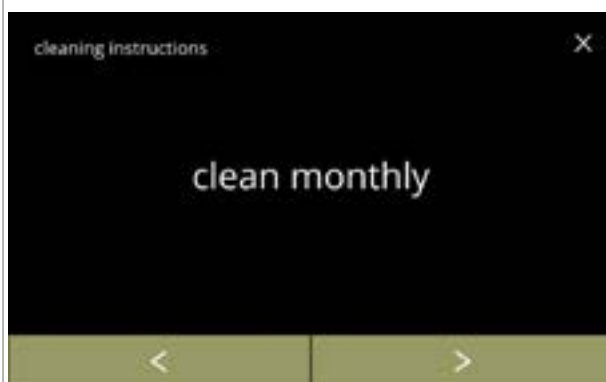 cleaning instructions
×
clean monthly
< >